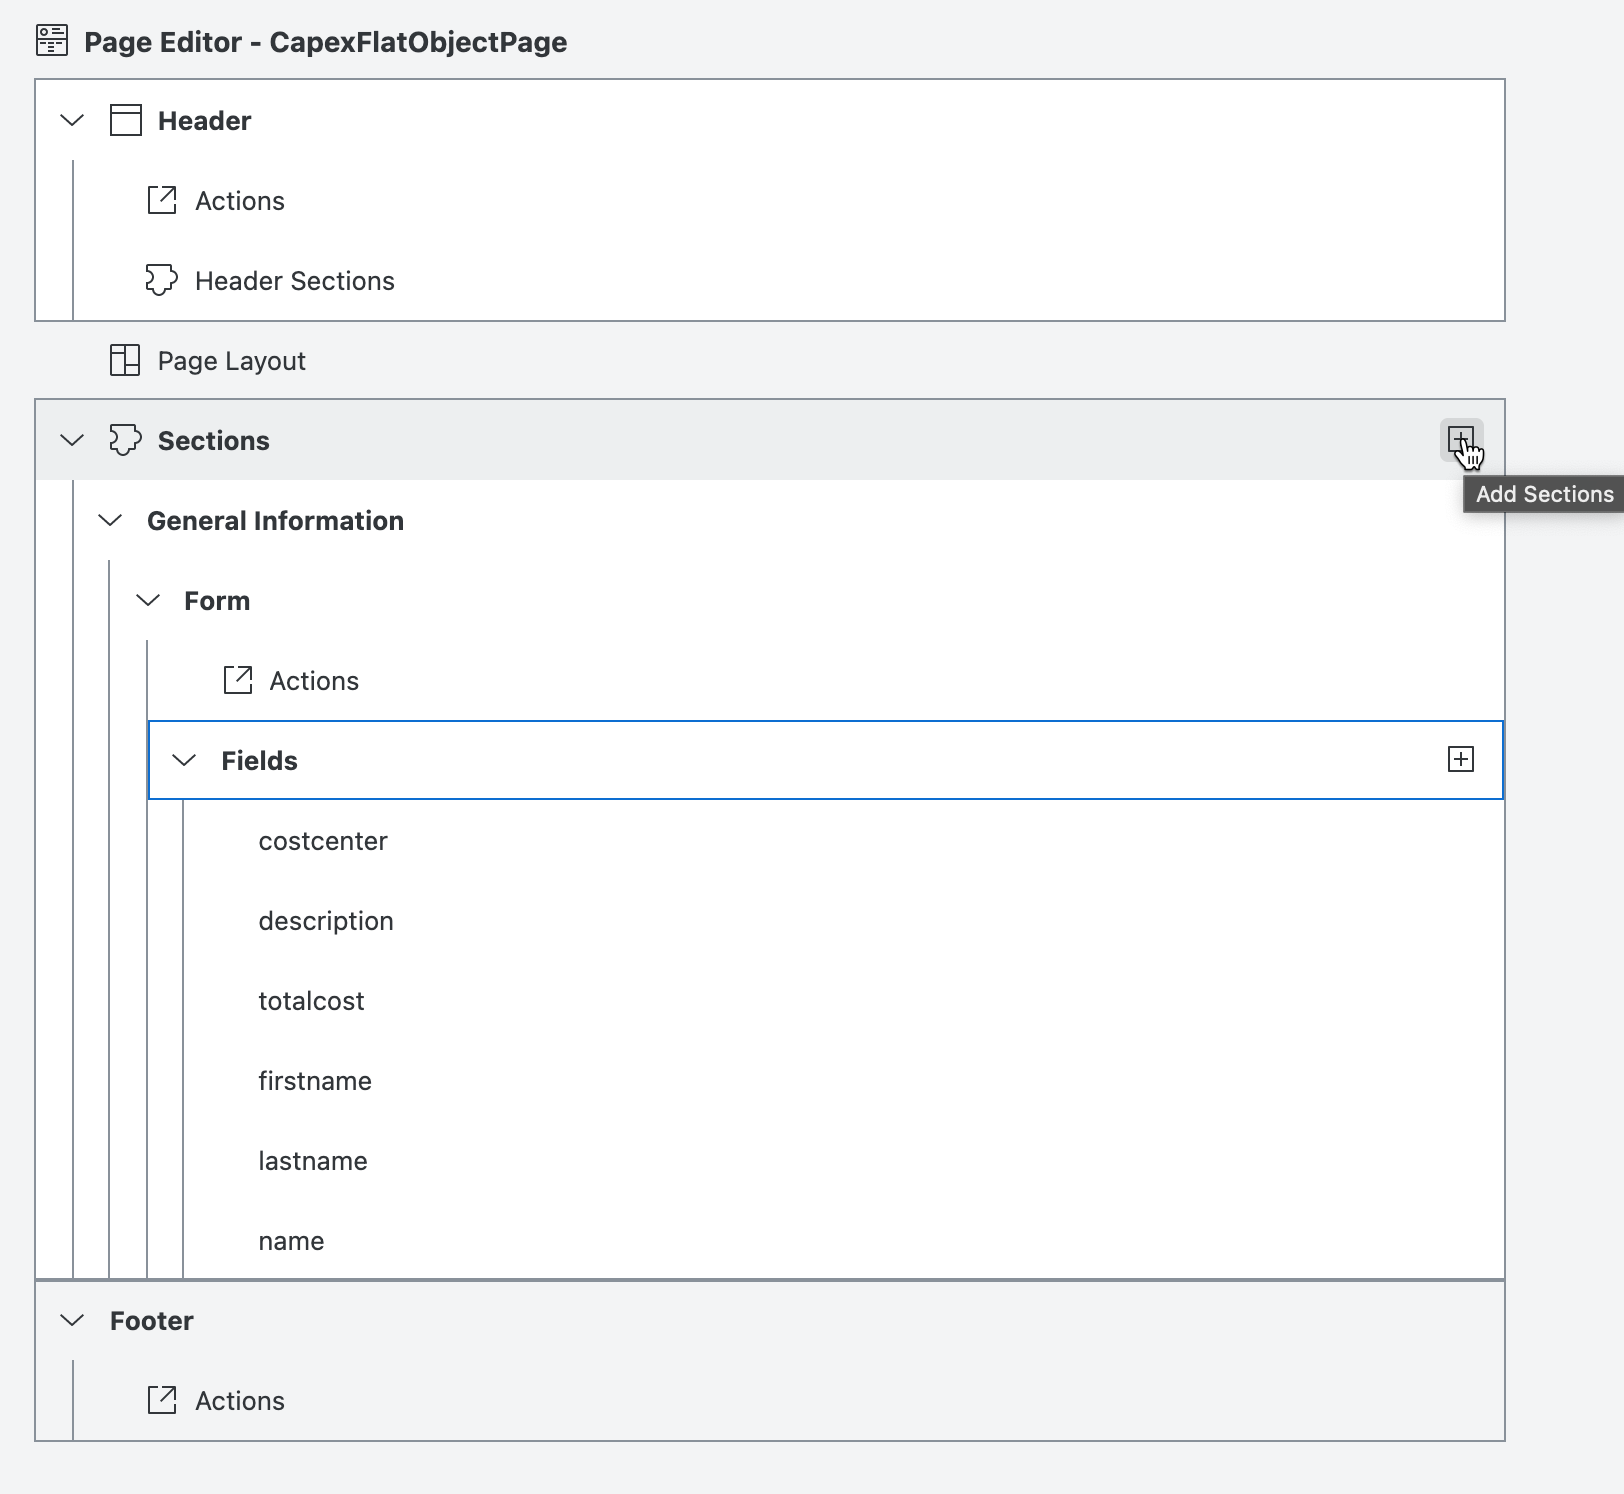 Page Editor - CapexFlatObjectPage
Header
Actions
Header Sections
Page Layout
Sections
Add Sections
General Information
Form
Actions
Fields
costcenter
description
totalcost
firstname
lastname
name
Footer
Actions